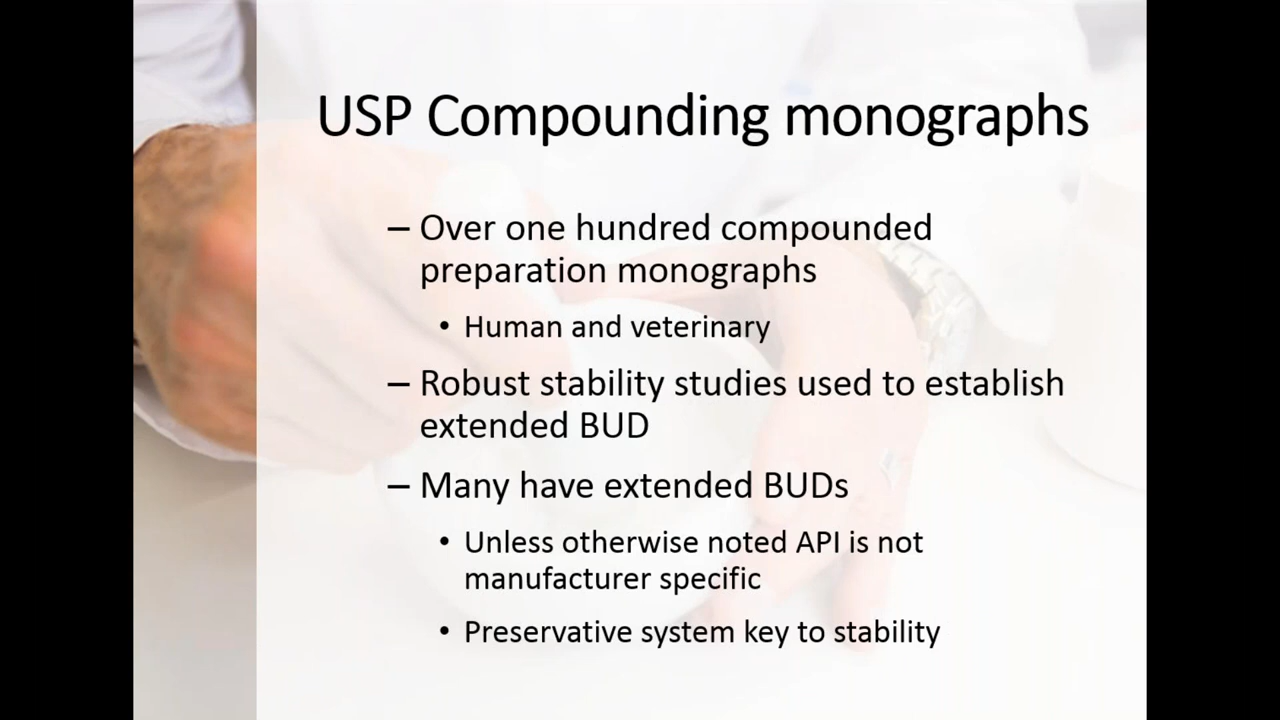 USP Compounding monographs
– Over one hundred compounded
preparation monographs
• Human and veterinary
– Robust stability studies used to establish
extended BUD
– Many have extended BUDs
• Unless otherwise noted API is not
manufacturer specific
• Preservative system key to stability